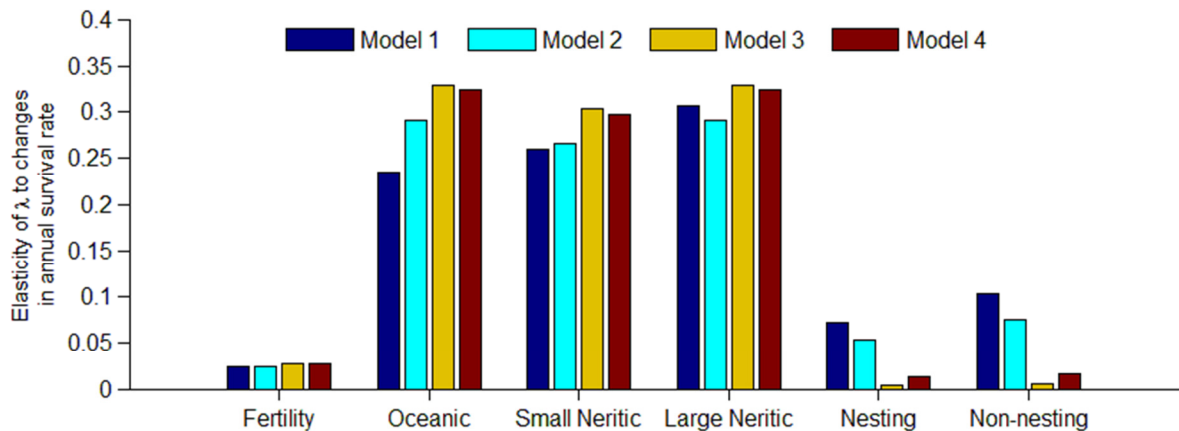 0.4
0.35
0.3
0.25
0.2
0.15
0.1
0.05
0
Elasticity of λ to changes
in annual survival rate
Model 1 Model 2 Model 3 Model 4
Fertility Oceanic Small Neritic Large Neritic Nesting Non-nesting